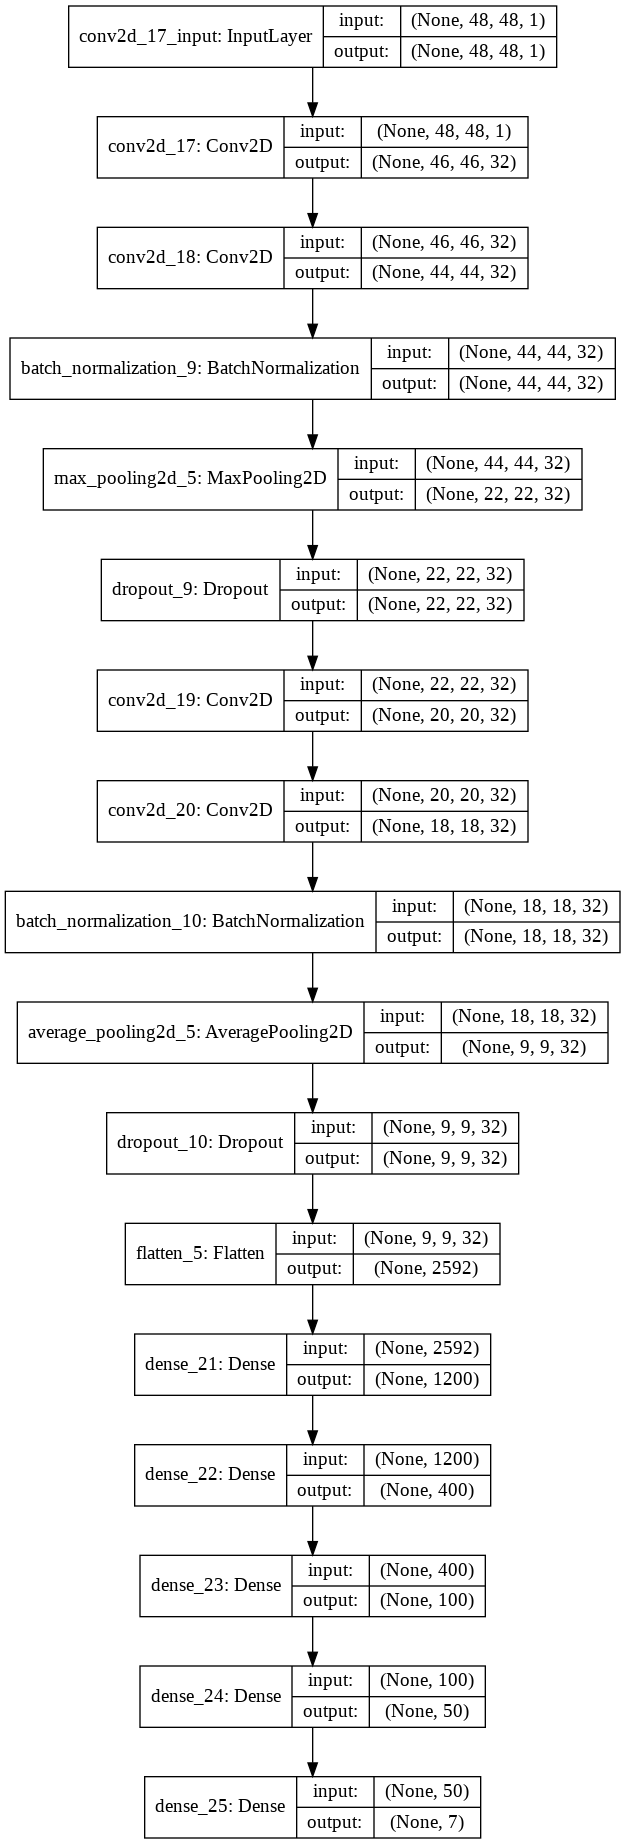 conv2d_17_input: InputLayer
input: (None, 48, 48, 1)
output: (None, 48, 48, 1)
conv2d_17: Conv2D
input: (None, 48, 48, 1)
output: (None, 46, 46, 32)
conv2d_18: Conv2D
input: (None, 46, 46, 32)
output: (None, 44, 44, 32)
batch_normalization_9: BatchNormalization
input: (None, 44, 44, 32)
output: (None, 44, 44, 32)
max_pooling2d_5: MaxPooling2D
input: (None, 44, 44, 32)
output: (None, 22, 22, 32)
dropout_9: Dropout
input: (None, 22, 22, 32)
output: (None, 22, 22, 32)
conv2d_19: Conv2D
input: (None, 22, 22, 32)
output: (None, 20, 20, 32)
conv2d_20: Conv2D
input: (None, 20, 20, 32)
output: (None, 18, 18, 32)
batch_normalization_10: BatchNormalization
input: (None, 18, 18, 32)
output: (None, 18, 18, 32)
average_pooling2d_5: AveragePooling2D
input: (None, 18, 18, 32)
output: (None, 9, 9, 32)
dropout_10: Dropout
input: (None, 9, 9, 32)
output: (None, 9, 9, 32)
flatten_5: Flatten
input: (None, 9, 9, 32)
output: (None, 2592)
dense_21: Dense
input: (None, 2592)
output: (None, 1200)
dense_22: Dense
input: (None, 1200)
output: (None, 400)
dense_23: Dense
input: (None, 400)
output: (None, 100)
dense_24: Dense
input: (None, 100)
output: (None, 50)
dense_25: Dense
input: (None, 50)
output: (None, 7)